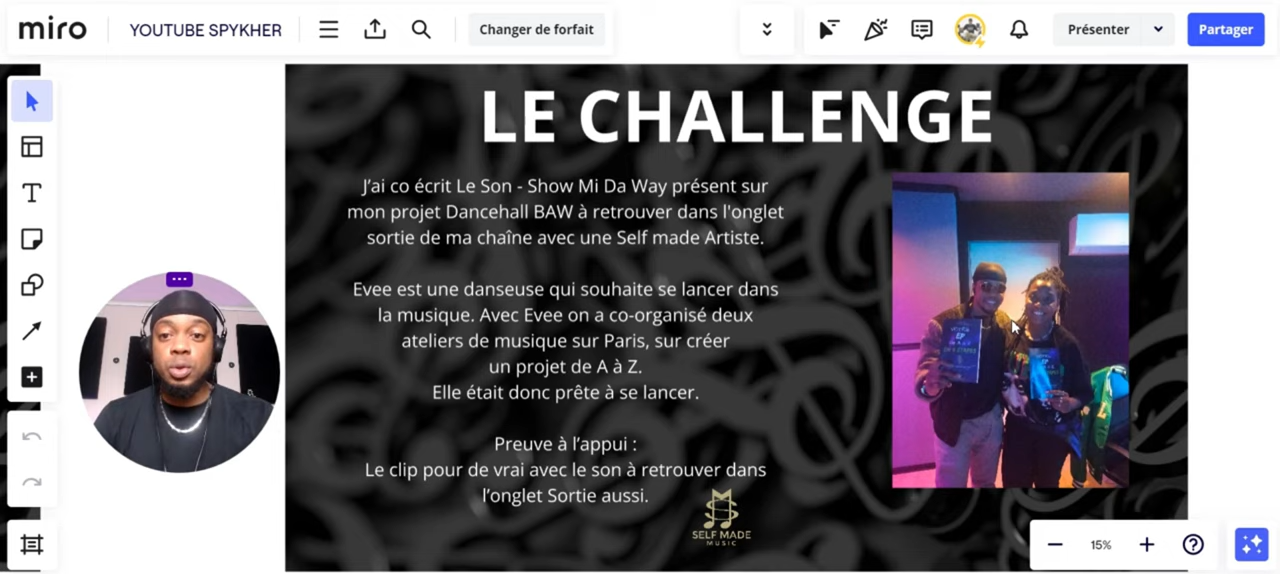 miro
YOUTUBE SPYKHER
Changer de forfait
Présenter
Partager
LE CHALLENGE
J'ai co écrit Le Son - Show Mi Da Way présent sur
mon projet Dancehall BAW à retrouver dans l'onglet
sortie de ma chaîne avec une Self made Artiste.
Evee est une danseuse qui souhaite se lancer dans
la musique. Avec Evee on a co-organisé deux
ateliers de musique sur Paris, sur créer
un projet de A à Z.
Elle était donc prête à se lancer.
Preuve à l’appui :
Le clip pour de vrai avec le son à retrouver dans
l’onglet Sortie aussi.
SELF MADE
MUSIC
15%